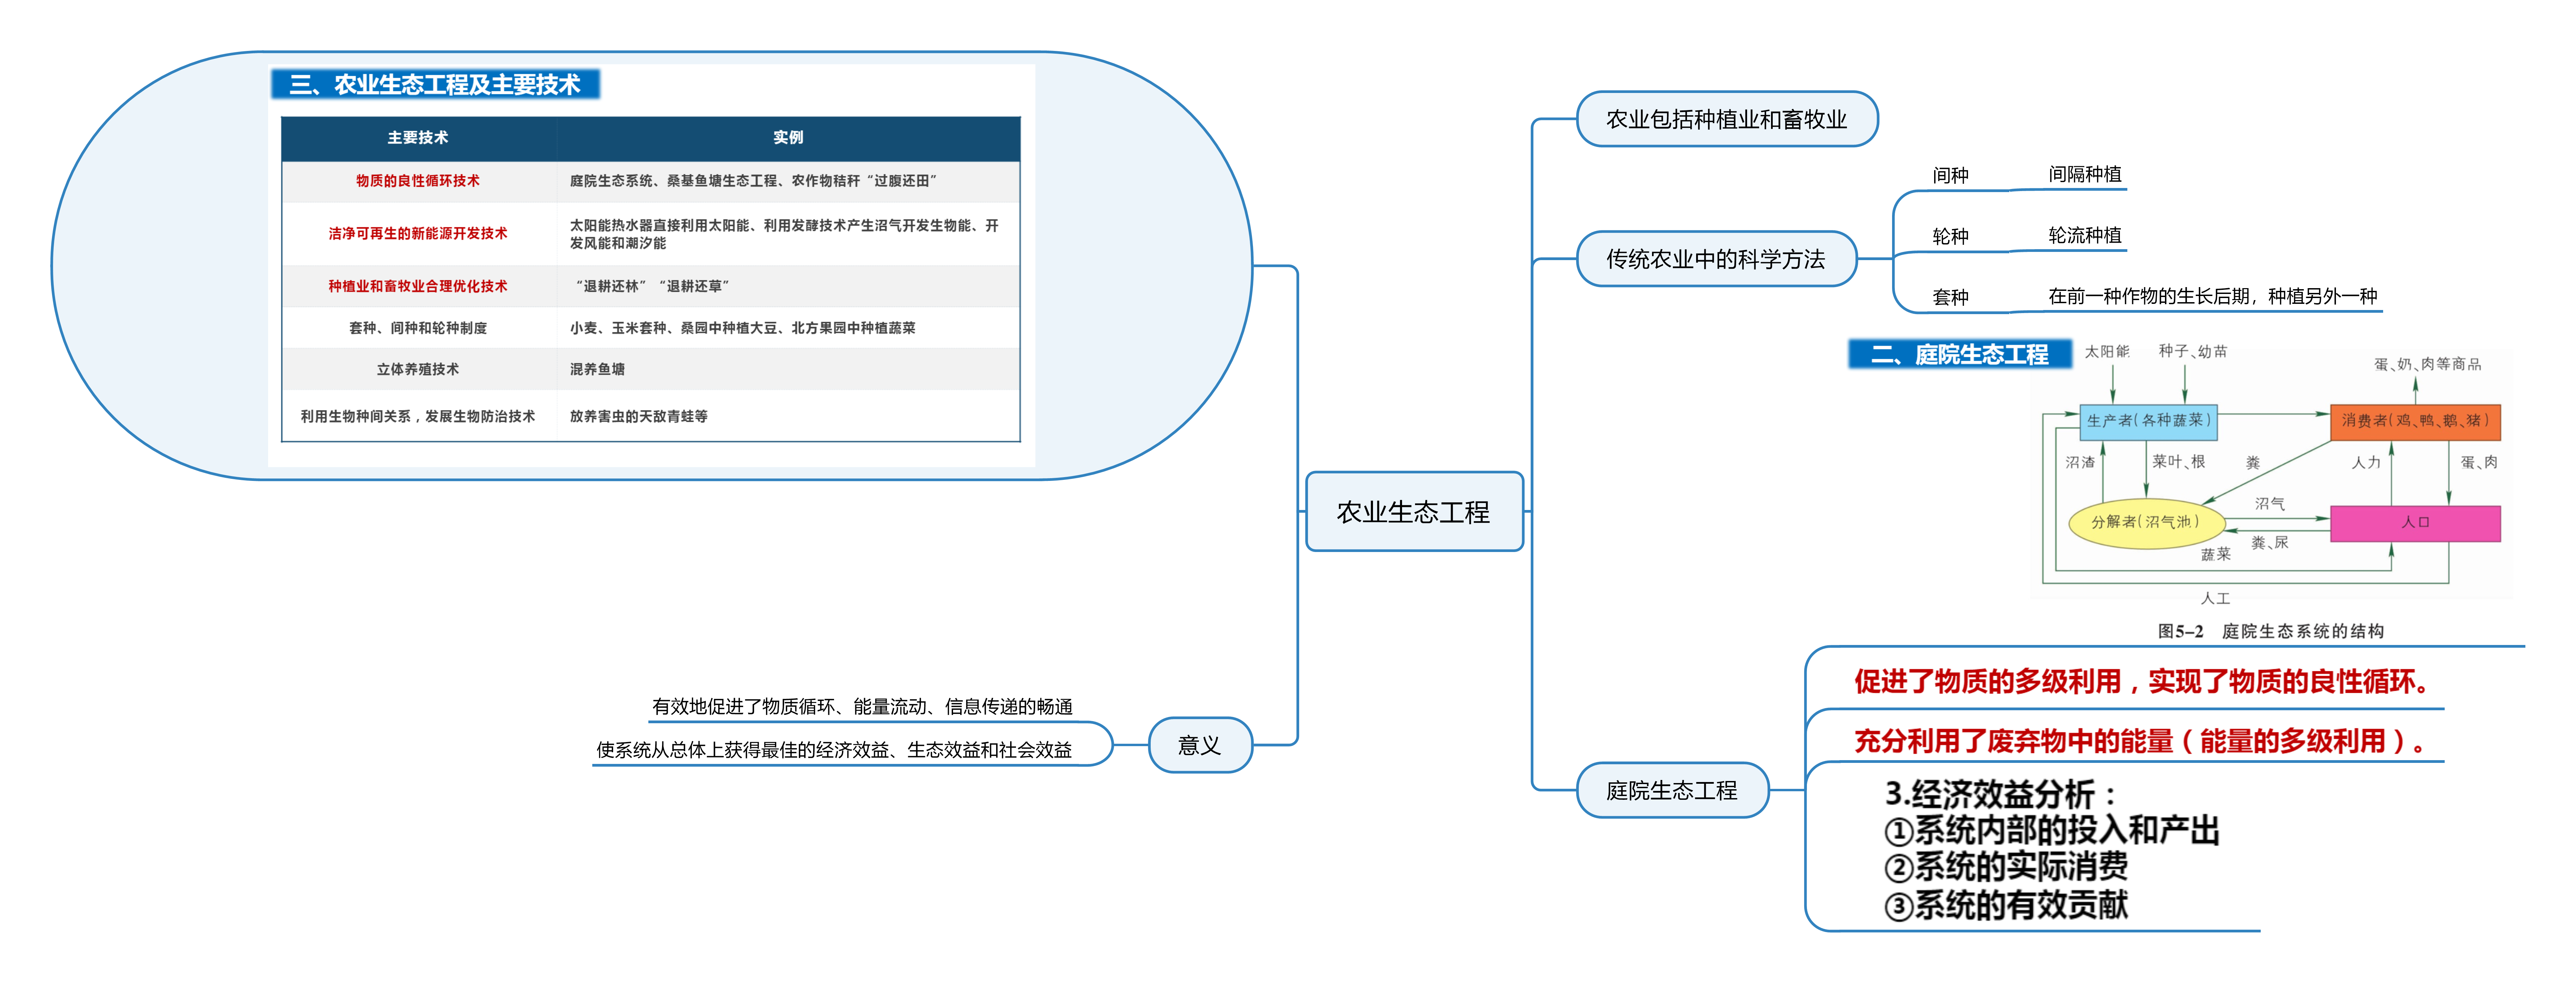 三、农业生态工程及主要技术
主要技术 实例
物质的良性循环技术 庭院生态系统、桑基鱼塘生态工程、农作物秸秆“过腹还田”
洁净可再生的新能源开发技术 太阳能热水器直接利用太阳能、利用发酵技术产生沼气开发生物能、开
发风能和潮汐能
种植业和畜牧业合理优化技术 “退耕还林”“退耕还草”
套种、间种和轮种制度 小麦、玉米套种、桑园中种植大豆、北方果园中种植蔬菜
立体养殖技术 混养鱼塘
利用生物种间关系，发展生物防治技术 放养害虫的天敌青蛙等
有效地促进了物质循环、能量流动、信息传递的畅通
使系统从总体上获得最佳的经济效益、生态效益和社会效益
意义
农业生态工程
农业包括种植业和畜牧业
传统农业中的科学方法
间种 间隔种植
轮种 轮流种植
套种 在前一种作物的生长后期，种植另外一种
庭院生态工程
二、庭院生态工程
太阳能 种子、幼苗
蛋、奶、肉等商品
生产者(各种蔬菜) 消费者(鸡、鸭、鹅、猪)
沼渣 菜叶、根 粪 人力 蛋、肉
沼气
分解者(沼气池) 人口
粪、尿
蔬菜
人工
图5-2 庭院生态系统的结构
促进了物质的多级利用，实现了物质的良性循环。
充分利用了废弃物中的能量（能量的多级利用）。
3.经济效益分析：
①系统内部的投入和产出
②系统的实际消费
③系统的有效贡献